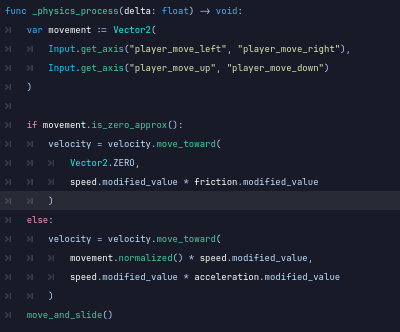 func _physics_process(delta: float) -> void:
var movement := Vector2(
Input.get_axis("player_move_left", "player_move_right"),
Input.get_axis("player_move_up", "player_move_down")
)
if movement.is_zero_approx():
velocity = velocity.move_toward(
Vector2.ZERO,
speed.modified_value * friction.modified_value
)
else:
velocity = velocity.move_toward(
movement.normalized() * speed.modified_value,
speed.modified_value * acceleration.modified_value
)
move_and_slide()